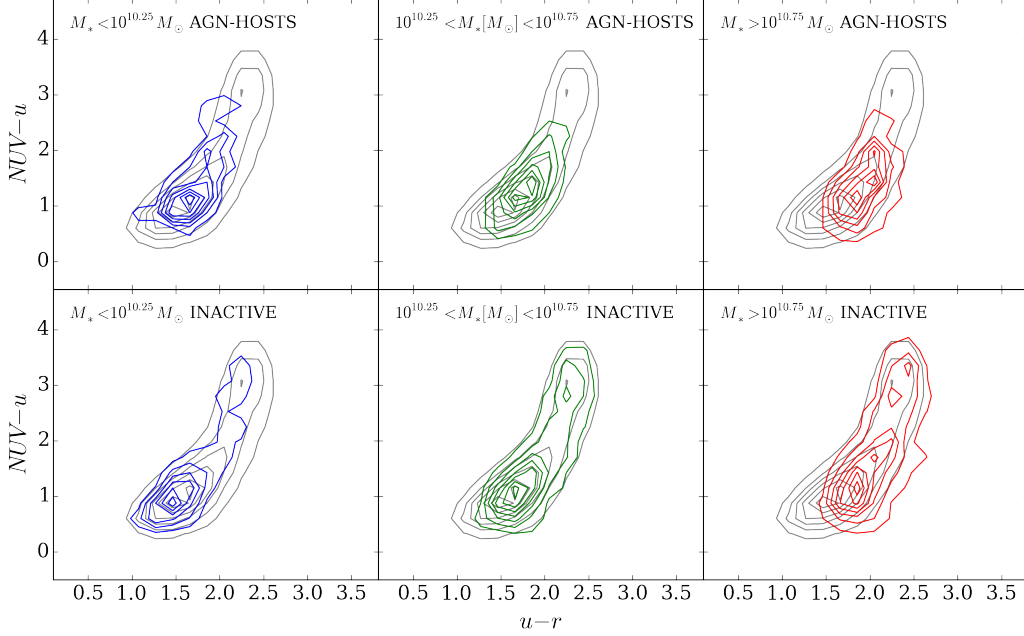 M* <10^10.25 M⊙ AGN-HOSTS
10^10.25 <M*[M⊙] <10^10.75 AGN-HOSTS
M* >10^10.75 M⊙ AGN-HOSTS
4
3
2
1
0
NUV−u
M* <10^10.25 M⊙ INACTIVE
10^10.25 <M*[M⊙] <10^10.75 INACTIVE
M* >10^10.75 M⊙ INACTIVE
4
3
2
1
0
NUV−u
0.5 1.0 1.5 2.0 2.5 3.0 3.5
0.5 1.0 1.5 2.0 2.5 3.0 3.5
0.5 1.0 1.5 2.0 2.5 3.0 3.5
u−r